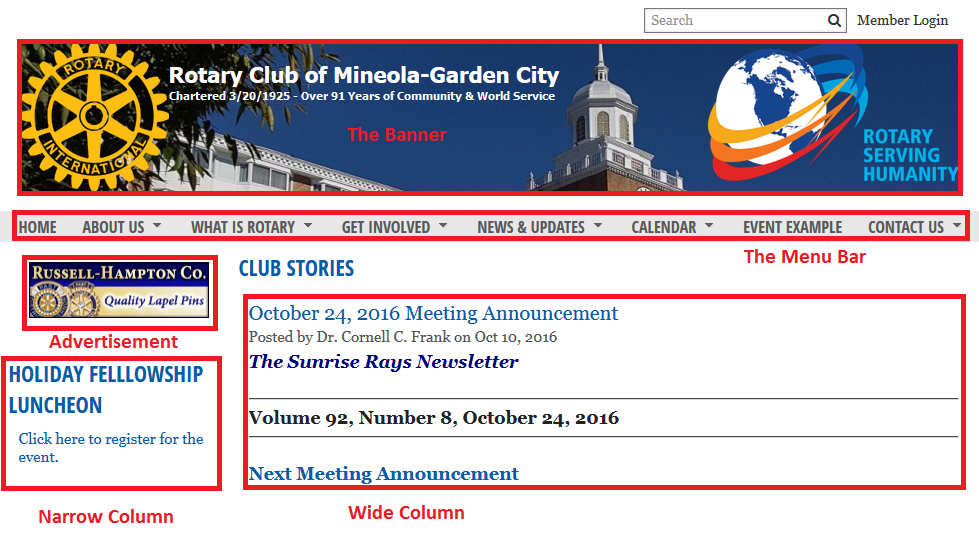 Search
Member Login
ROTARY
INTERNATIONAL
Rotary Club of Mineola-Garden City
Chartered 3/20/1925 - Over 91 Years of Community & World Service
The Banner
ROTARY
SERVING
HUMANITY
HOME ABOUT US WHAT IS ROTARY GET INVOLVED NEWS & UPDATES CALENDAR EVENT EXAMPLE CONTACT US
The Menu Bar
RUSSELL-HAMPTON CO.
Quality Lapel Pins
Advertisement
HOLIDAY FELLLOWSHIP
LUNCHEON
Click here to register for the
event.
Narrow Column
CLUB STORIES
October 24, 2016 Meeting Announcement
Posted by Dr. Cornell C. Frank on Oct 10, 2016
The Sunrise Rays Newsletter
Volume 92, Number 8, October 24, 2016
Next Meeting Announcement
Wide Column